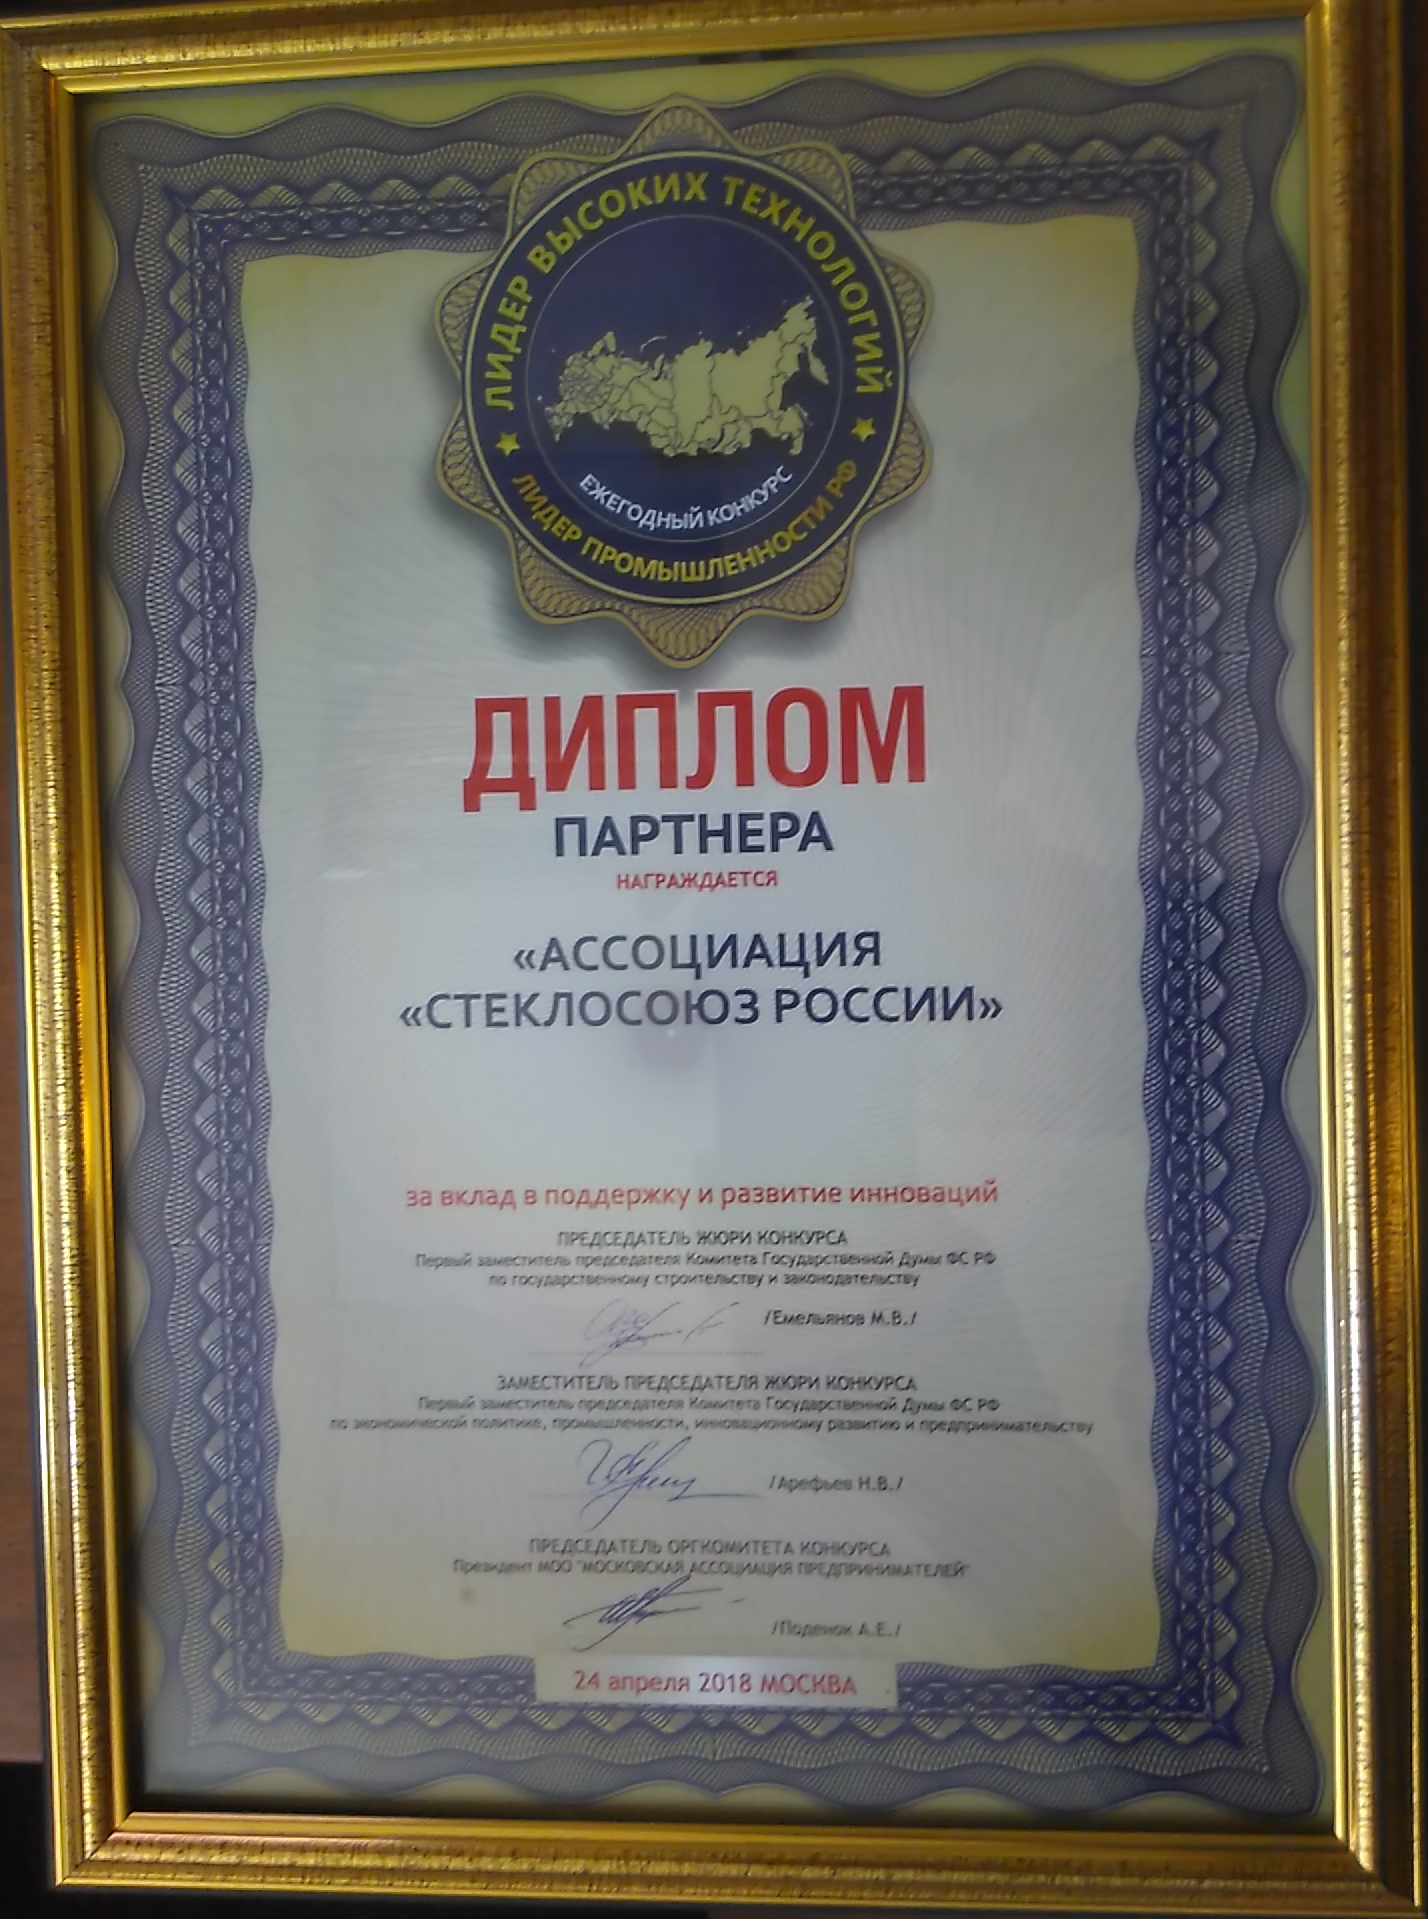 ЛИДЕР ВЫСОКИХ ТЕХНОЛОГИЙ
ЕЖЕГОДНЫЙ КОНКУРС
ЛИДЕР ПРОМЫШЛЕННОСТИ РФ
ДИПЛОМ
ПАРТНЕРА
НАГРАЖДАЕТСЯ
«АССОЦИАЦИЯ
«СТЕКЛОСОЮЗ РОССИИ»
за вклад в поддержку и развитие инноваций
ПРЕДСЕДАТЕЛЬ ЖЮРИ КОНКУРСА
Первый заместитель председателя Комитета Государственной Думы ФС РФ
по государственному строительству и законодательству
/Емельянов М.В./
ЗАМЕСТИТЕЛЬ ПРЕДСЕДАТЕЛЯ ЖЮРИ КОНКУРСА
Первый заместитель председателя Комитета Государственной Думы ФС РФ
по экономической политике, промышленности, инновационному развитию и предпринимательству
/Арефьев Н.В./
ПРЕДСЕДАТЕЛЬ ОРГКОМИТЕТА КОНКУРСА
Президент МОО "МОСКОВСКАЯ АССОЦИАЦИЯ ПРЕДПРИНИМАТЕЛЕЙ"
/Поденок А.Е./
24 апреля 2018 МОСКВА